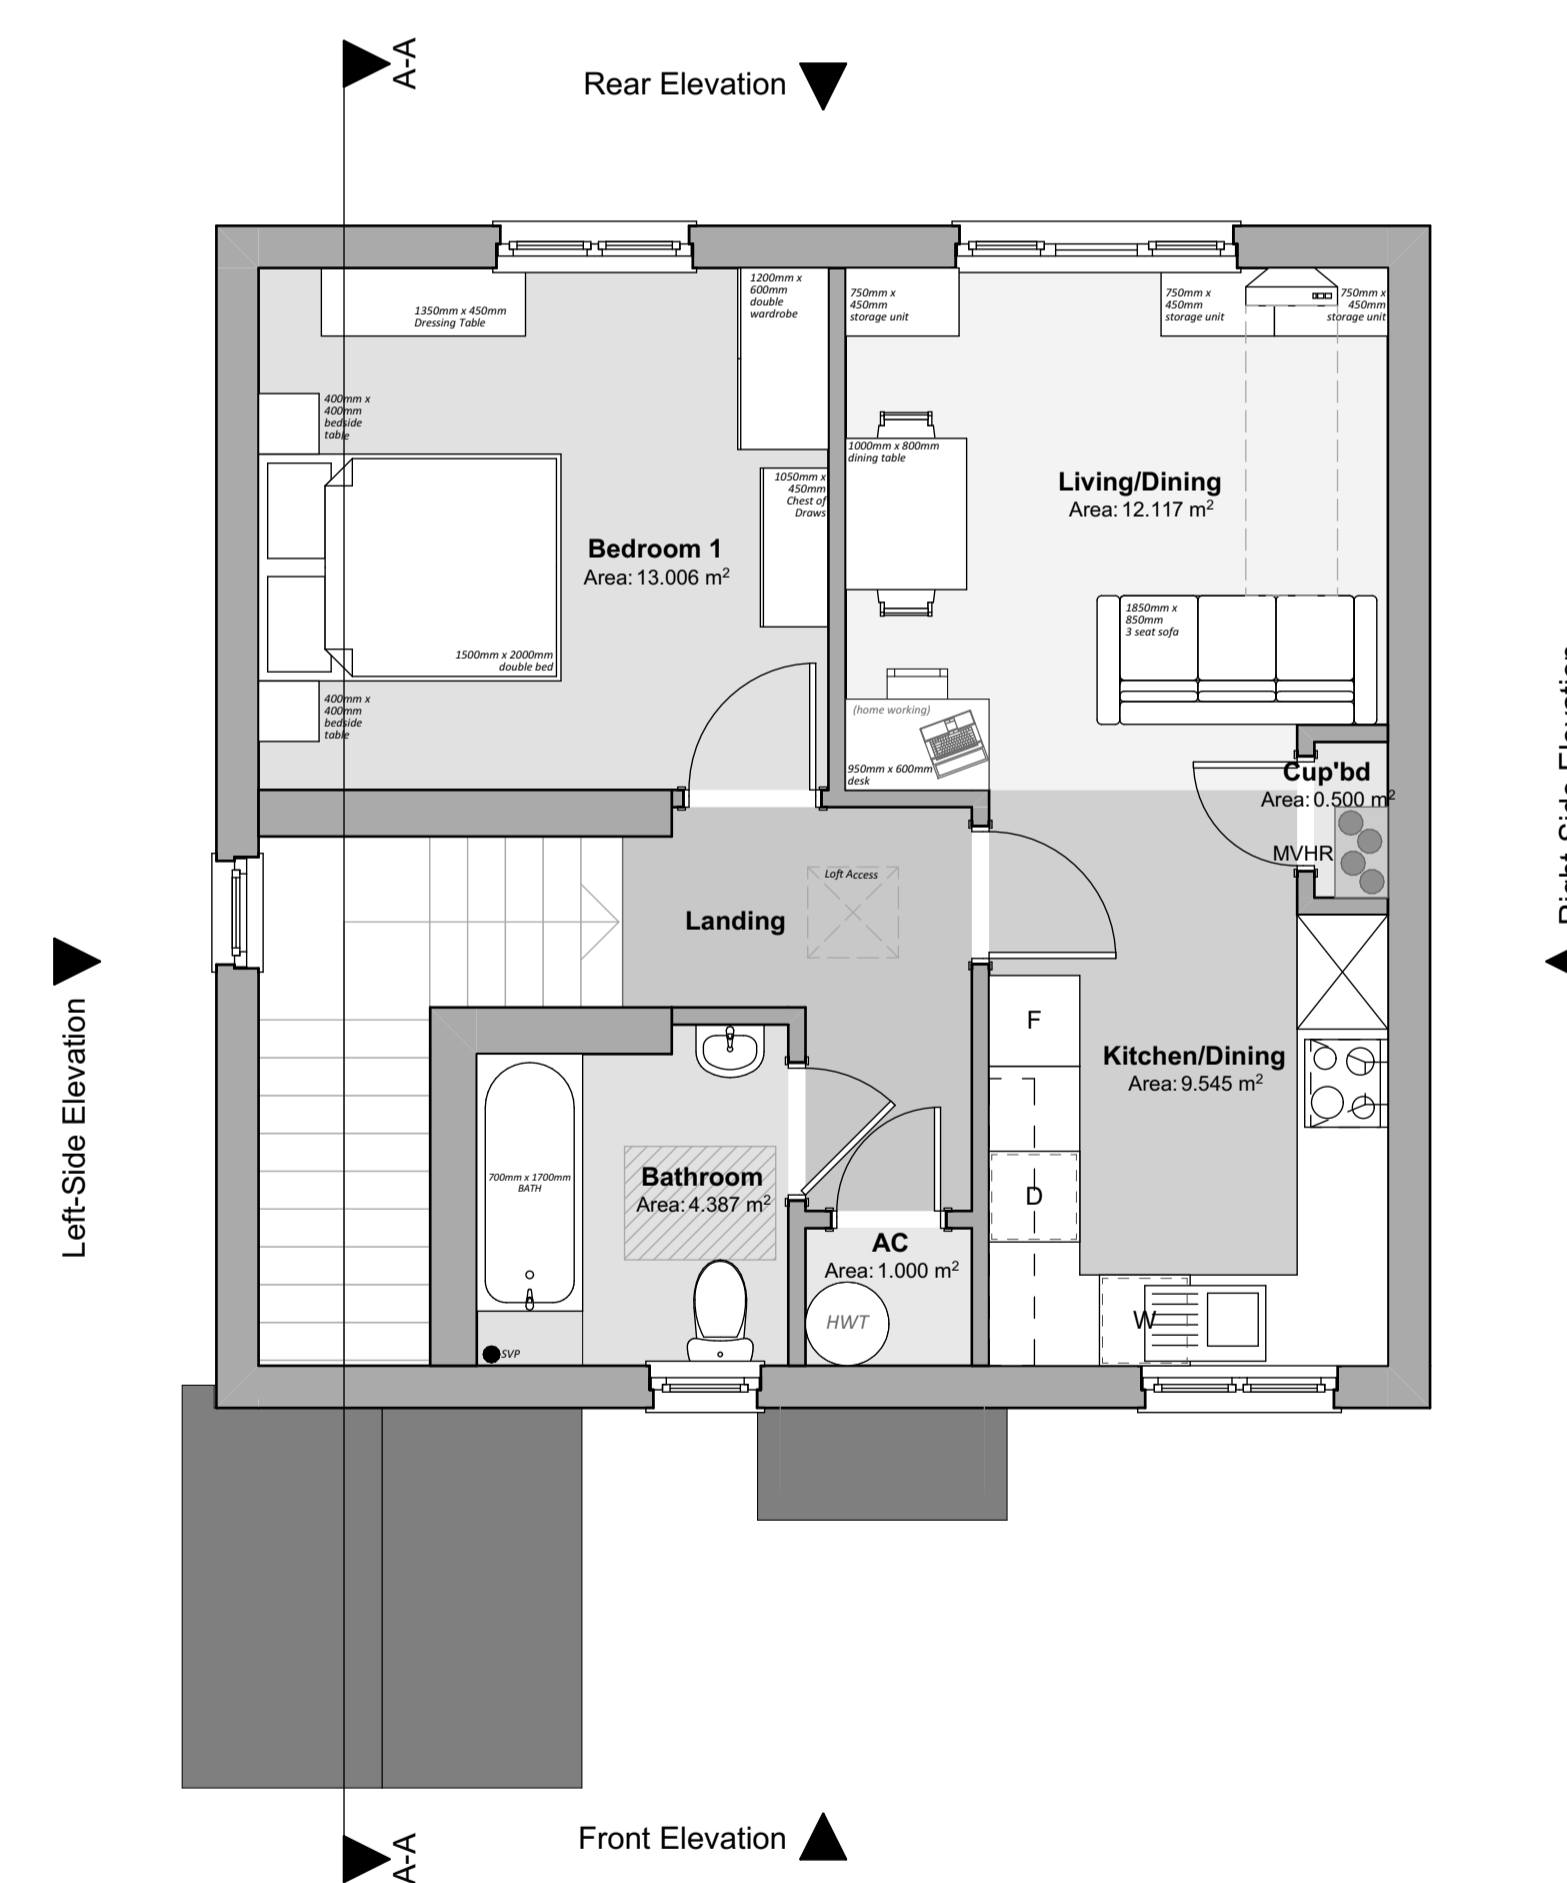 A-A
Rear Elevation
1350mm x 450mm
Dressing Table
1200mm x
600mm
double
wardrobe
750mm x
450mm
storage unit
750mm x
450mm
storage unit
750mm x
450mm
storage unit
400mm x
400mm
bedside
table
1000mm x 800mm
dining table
1050mm x
450mm
Chest of
Draws
Living/Dining
Area: 12.117 m²
Bedroom 1
Area: 13.006 m²
1850mm x
850mm
3 seat sofa
1500mm x 2000mm
double bed
400mm x
400mm
bedside
table
(home working)
950mm x 600mm
desk
Cup'bd
Area: 0.500 m²
MVHR
Loft Access
Landing
F
Kitchen/Dining
Area: 9.545 m²
700mm x 1700mm
BATH
Bathroom
Area: 4.387 m²
D
AC
Area: 1.000 m²
HWT
W
SVP
Left-Side Elevation
Right-Side Elevation
Front Elevation
A-A